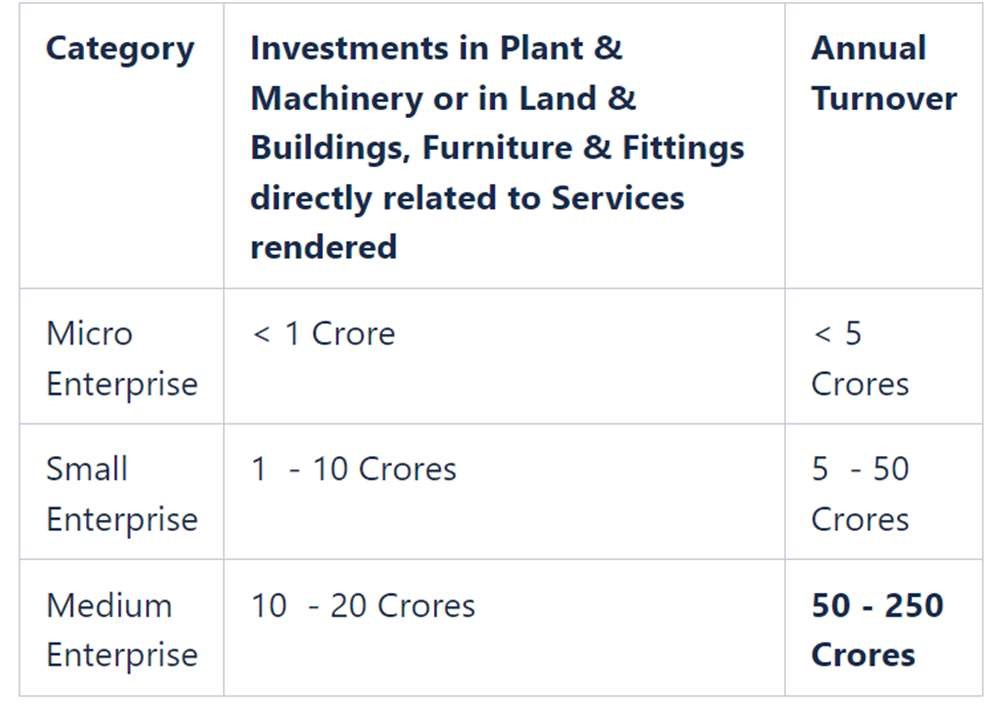 Category
Investments in Plant &
Machinery or in Land &
Buildings, Furniture & Fittings
directly related to Services
rendered
Annual
Turnover
Micro
Enterprise
< 1 Crore
< 5
Crores
Small
Enterprise
1 - 10 Crores
5 - 50
Crores
Medium
Enterprise
10 - 20 Crores
50 - 250
Crores